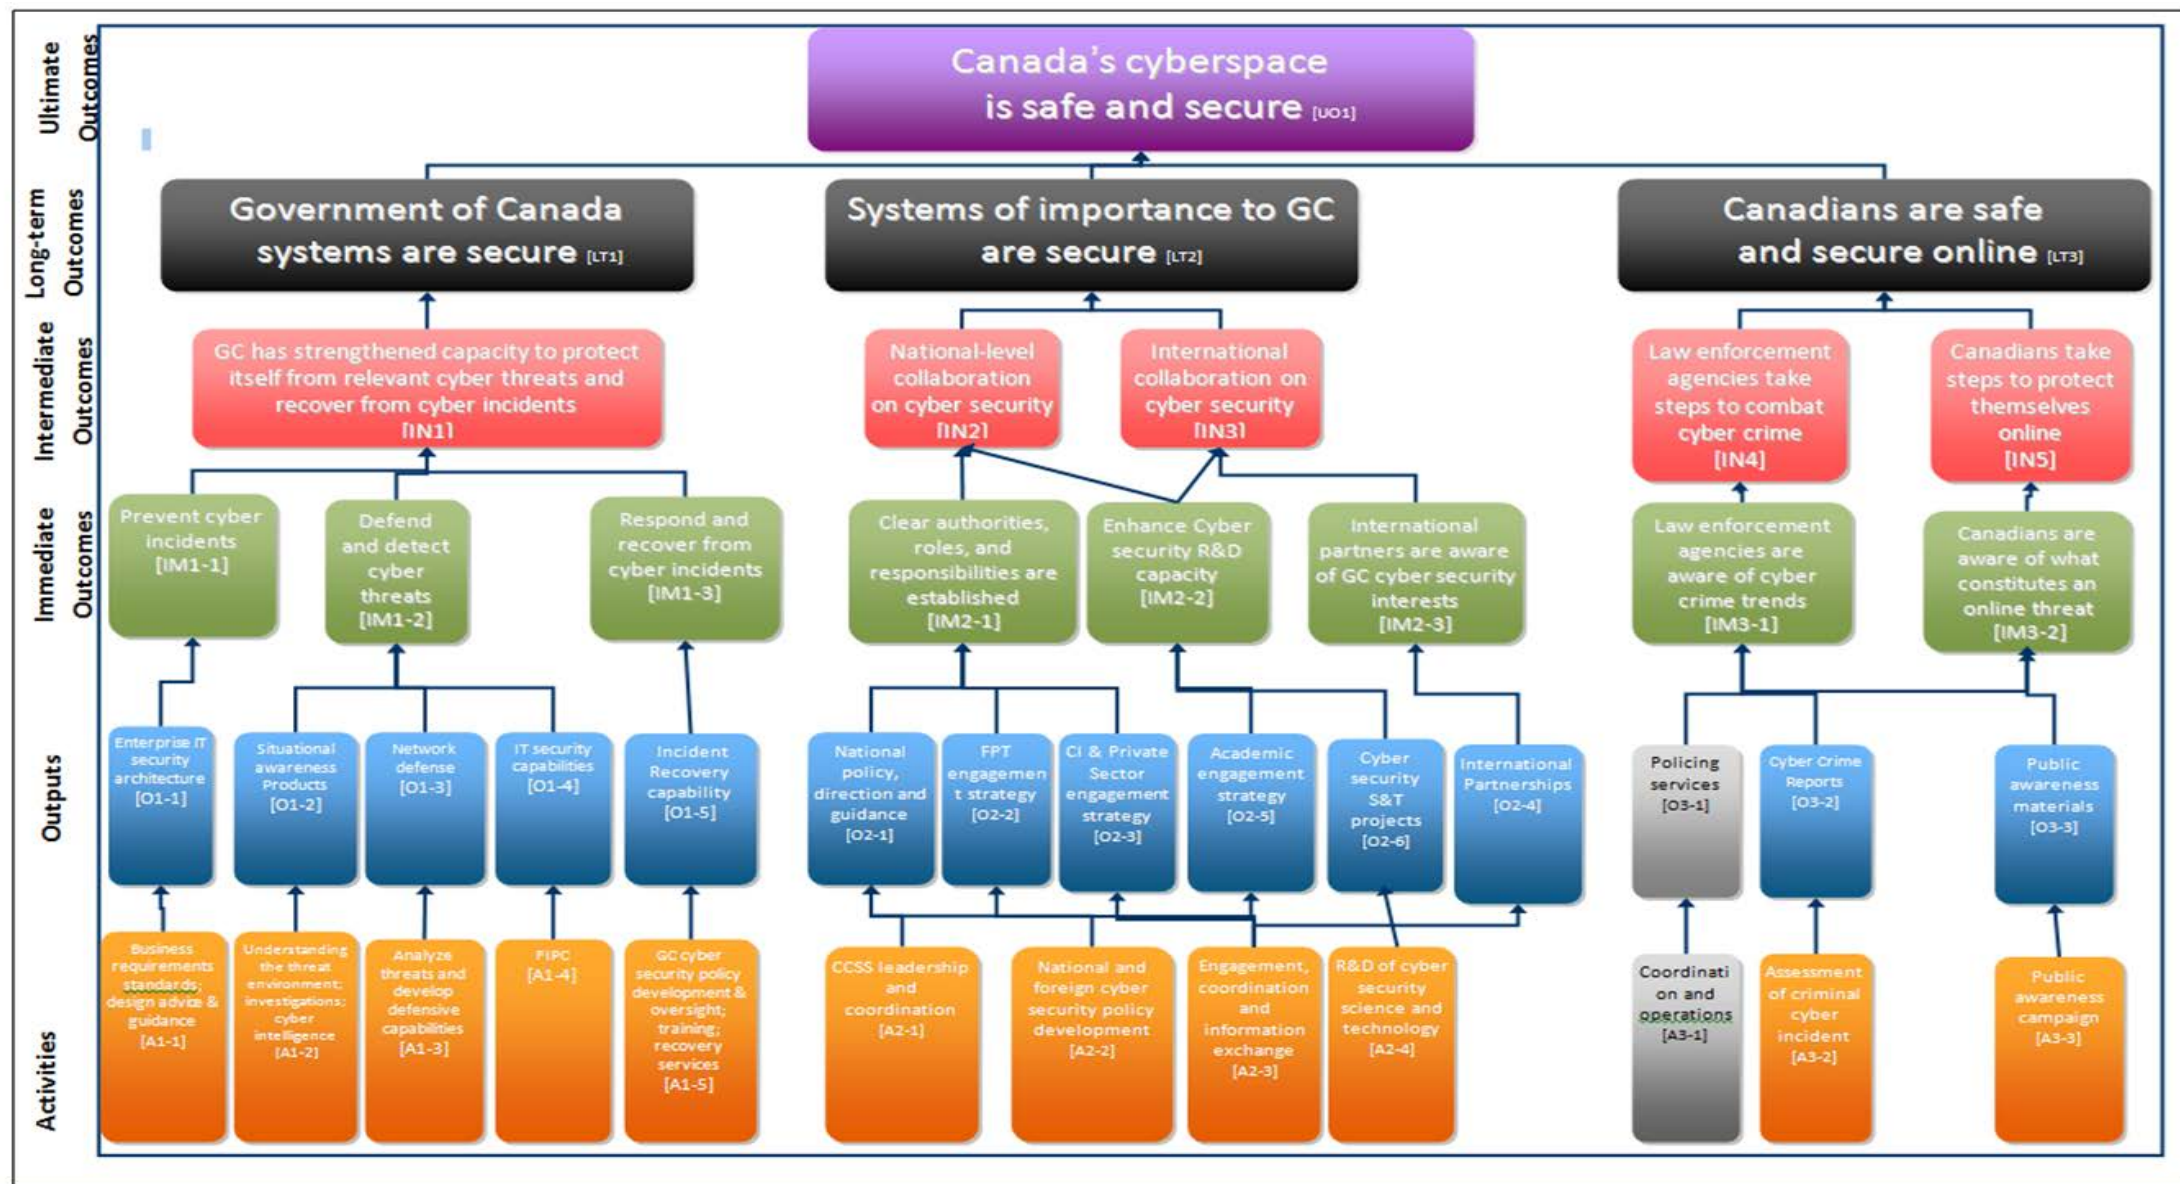 Ultimate
Outcomes
Canada's cyberspace
is safe and secure [UO1]
Long-term
Outcomes
Government of Canada
systems are secure [LT1]
Systems of importance to GC
are secure [LT2]
Canadians are safe
and secure online [LT3]
Intermediate
Outcomes
GC has strengthened capacity to protect
itself from relevant cyber threats and
recover from cyber incidents
[IN1]
National-level
collaboration
on cyber security
[IN2]
International
collaboration on
cyber security
[IN3]
Law enforcement
agencies take
steps to combat
cyber crime
[IN4]
Canadians take
steps to protect
themselves
online
[IN5]
Immediate
Outcomes
Prevent cyber
incidents
[IM1-1]
Defend
and detect
cyber
threats
[IM1-2]
Respond and
recover from
cyber incidents
[IM1-3]
Clear authorities,
roles, and
responsibilities are
established
[IM2-1]
Enhance Cyber
security R&D
capacity
[IM2-2]
International
partners are aware
of GC cyber security
interests
[IM2-3]
Law enforcement
agencies are
aware of cyber
crime trends
[IM3-1]
Canadians are
aware of what
constitutes an
online threat
[IM3-2]
Outputs
Enterprise IT
security
architecture
[O1-1]
Situational
awareness
Products
[O1-2]
Network
defense
[O1-3]
IT security
capabilities
[O1-4]
Incident
Recovery
capability
[O1-5]
National
policy,
direction and
guidance
[O2-1]
FPT
engagemen
t strategy
[O2-2]
CI & Private
Sector
engagement
strategy
[O2-3]
Academic
engagement
strategy
[O2-5]
Cyber
security
S&T
projects
[O2-6]
International
Partnerships
[O2-4]
Policing
services
[O3-1]
Cyber Crime
Reports
[O3-2]
Public
awareness
materials
[O3-3]
Activities
Business
requirements
standards;
design advice &
guidance
[A1-1]
Understanding
the threat
environment;
investigations;
cyber
intelligence
[A1-2]
Analyze
threats and
develop
defensive
capabilities
[A1-3]
FIPC
[A1-4]
GC cyber
security policy
development &
oversight;
training;
recovery
services
[A1-5]
CCSS leadership
and
coordination
[A2-1]
National and
foreign cyber
security policy
development
[A2-2]
Engagement,
coordination
and
information
exchange
[A2-3]
R&D of cyber
security
science and
technology
[A2-4]
Coordinati
on and
operations
[A3-1]
Assessment
of criminal
cyber
incident
[A3-2]
Public
awareness
campaign
[A3-3]